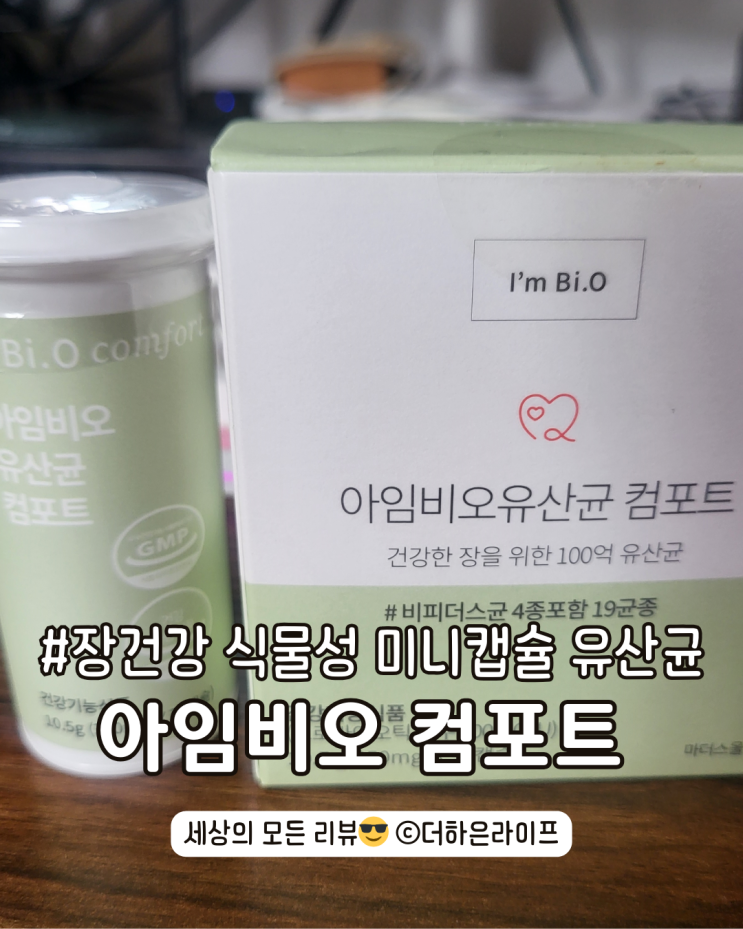 I'm Bi.O
아임비오유산균 컴포트
건강한 장을 위한 100억 유산균
#비피더스균 4종포함 19균종
Bi.O comfort
아임비오
유산균
컴포트
GMP
#장건강 식물성 미니캡슐 유산균
아임비오 컴포트
세상의 모든 리뷰😎 ©더하은라이프